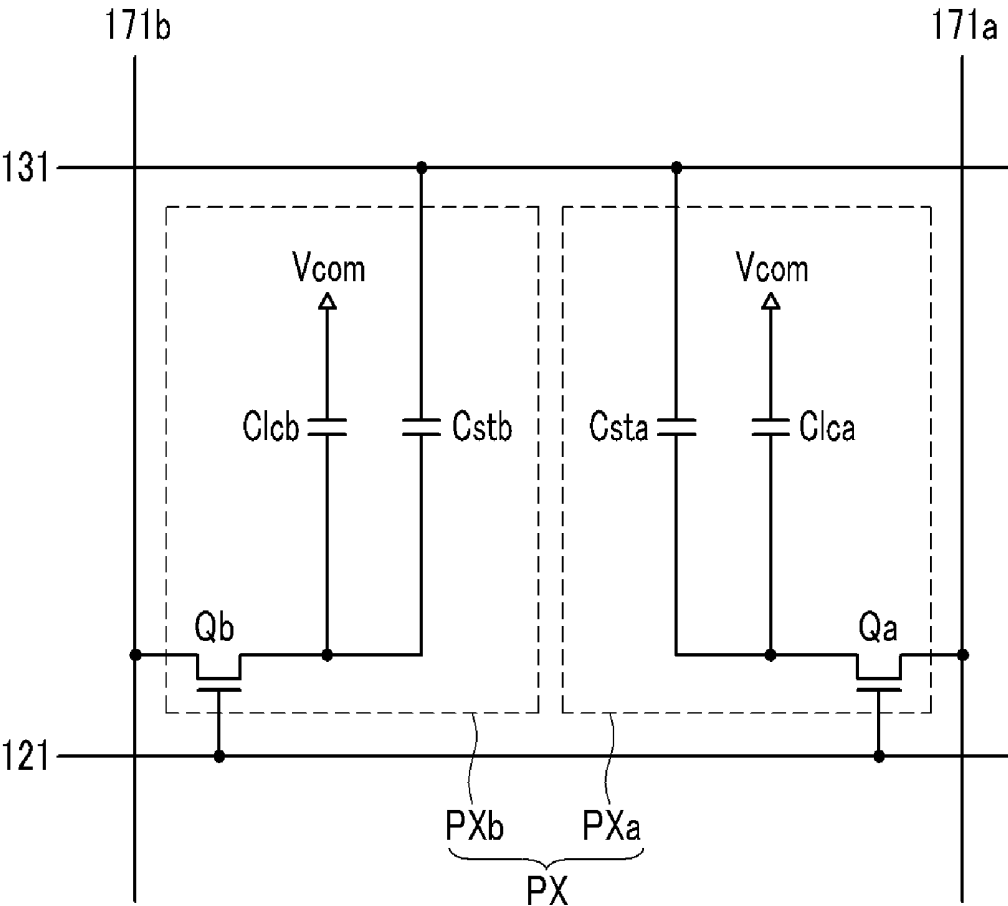 171b 171a
131
Vcom Vcom
Clcb Cstb Csta Clca
Qb Qa
121
PXb PXa
PX